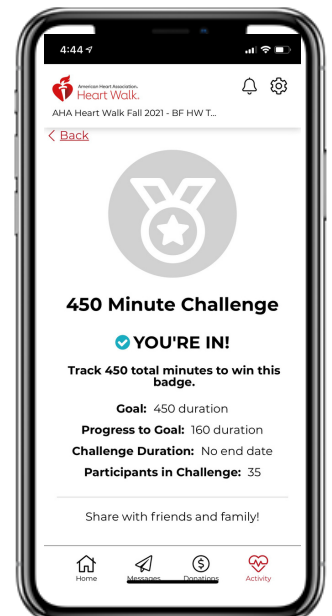 4:44
American Heart Association.
Heart Walk.
AHA Heart Walk Fall 2021 - BF HW T...
Back
450 Minute Challenge
YOU'RE IN!
Track 450 total minutes to win this
badge.
Goal: 450 duration
Progress to Goal: 160 duration
Challenge Duration: No end date
Participants in Challenge: 35
Share with friends and family!
Home Messages Donations Activity